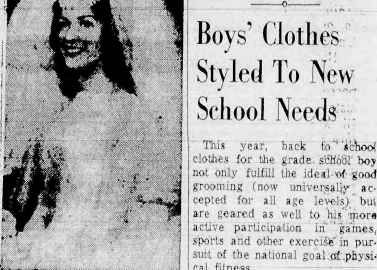 Boys' Clothes
Styled To New
School Needs
This year, back to school
clothes for the grade school boy
not only fulfill the ideal of good
grooming (now universally ac-
cepted for all age levels) but
are geared as well to his more
active participation in games,
sports and other exercise in pur-
suit of the national goal of physi-
cal fitness.